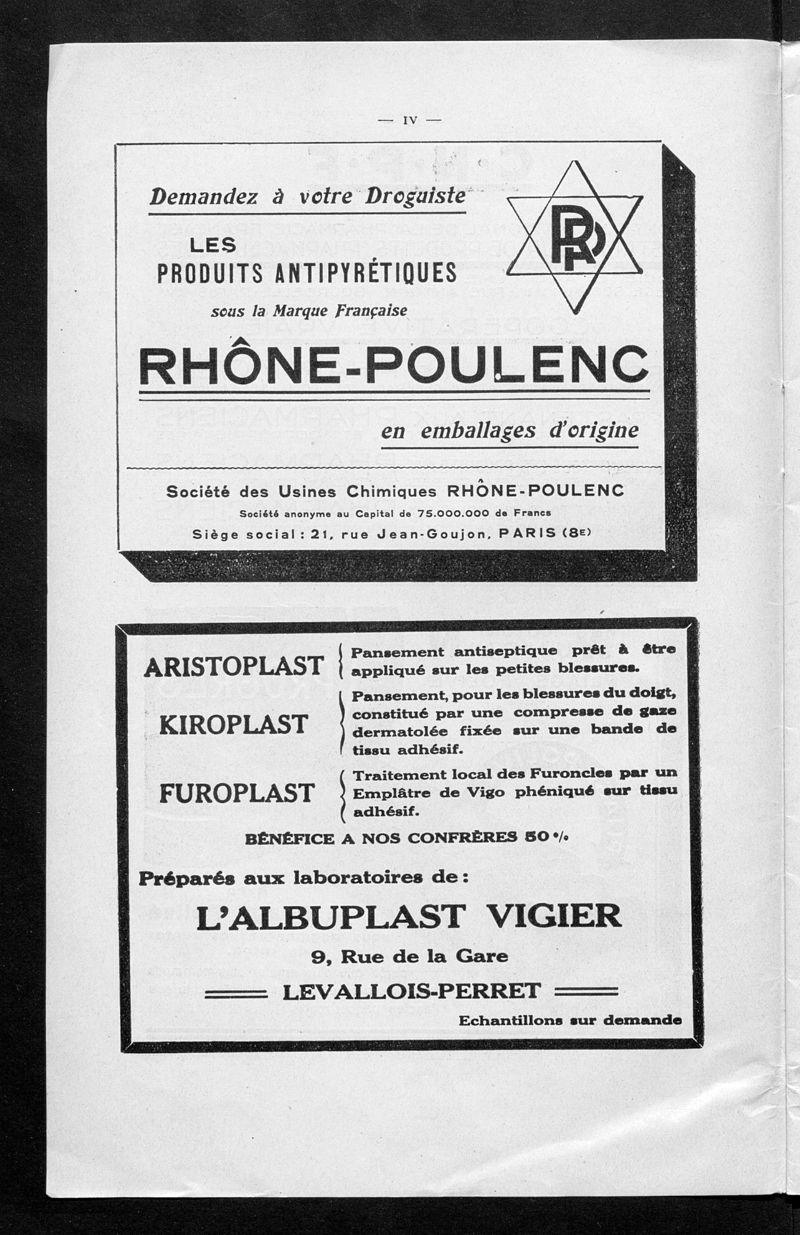 — IV —
Demandez à votre Droguiste
LES
PRODUITS ANTIPYRÉTIQUES
sous la Marque Française
RHÔNE-POULENC
en emballages d'origine
Société des Usines Chimiques RHÔNE-POULENC
Société anonyme au Capital de 75.000.000 de Francs
Siège social : 21, rue Jean-Goujon, PARIS (8E)
ARISTOPLAST
Pansement antiseptique prêt à être
appliqué sur les petites blessures.
KIROPLAST
Pansement, pour les blessures du doigt,
constitué par une compresse de gaze
dermatolée fixée sur une bande de
tissu adhésif.
FUROPLAST
Traitement local des Furoncles par un
Emplâtre de Vigo phéniqué sur tissu
adhésif.
BÉNÉFICE A NOS CONFRÈRES 50 %
Préparés aux laboratoires de :
L'ALBUPLAST VIGIER
9, Rue de la Gare
LEVALLOIS-PERRET
Echantillons sur demande